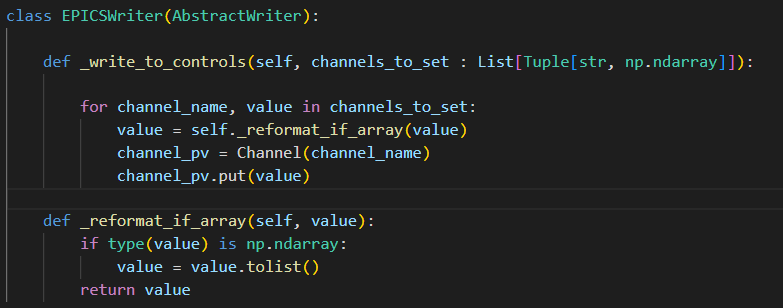 class EPICSWriter(AbstractWriter):
def _write_to_controls(self, channels_to_set : List[Tuple[str, np.ndarray]]):
for channel_name, value in channels_to_set:
value = self._reformat_if_array(value)
channel_pv = Channel(channel_name)
channel_pv.put(value)
def _reformat_if_array(self, value):
if type(value) is np.ndarray:
value = value.tolist()
return value